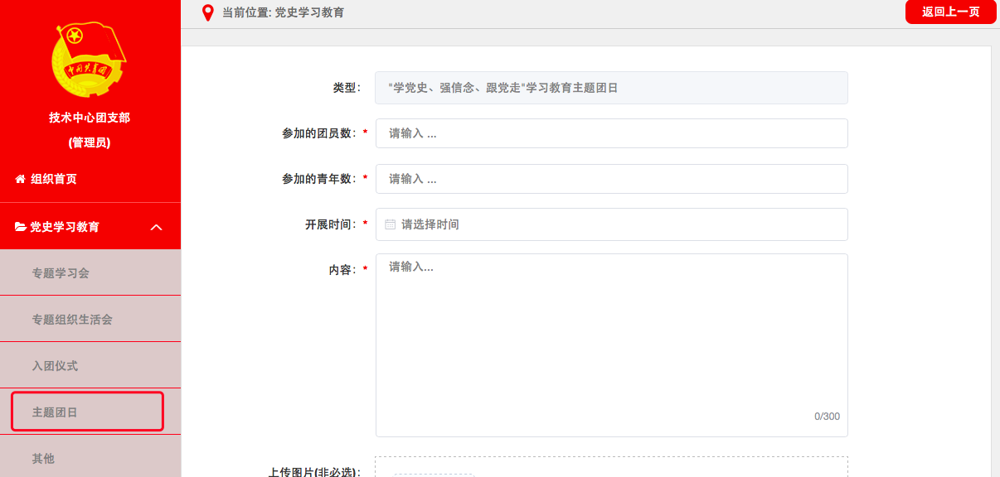 当前位置: 党史学习教育
返回上一页
中国共青团
技术中心团支部
(管理员)
组织首页
党史学习教育
专题学习会
专题组织生活会
入团仪式
主题团日
其他
类型：
"学党史、强信念、跟党走"学习教育主题团日
参加的团员数： *
请输入 ...
参加的青年数： *
请输入 ...
开展时间： *
请选择时间
内容： *
请输入...
0/300
上传图片(非必选)：